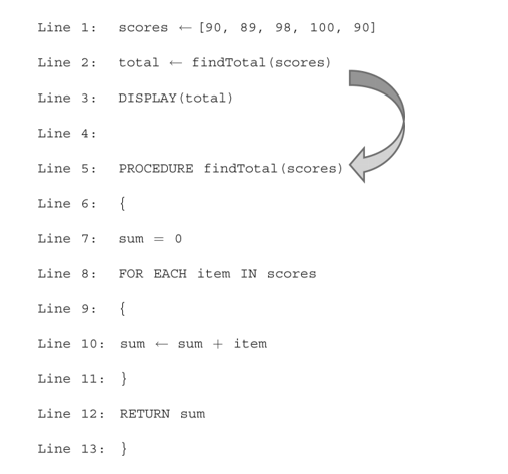 Line 1: scores ← [90, 89, 98, 100, 90]
Line 2: total ← findTotal(scores)
Line 3: DISPLAY(total)
Line 4:
Line 5: PROCEDURE findTotal(scores)
Line 6: {
Line 7: sum = 0
Line 8: FOR EACH item IN scores
Line 9: {
Line 10: sum ← sum + item
Line 11: }
Line 12: RETURN sum
Line 13: }